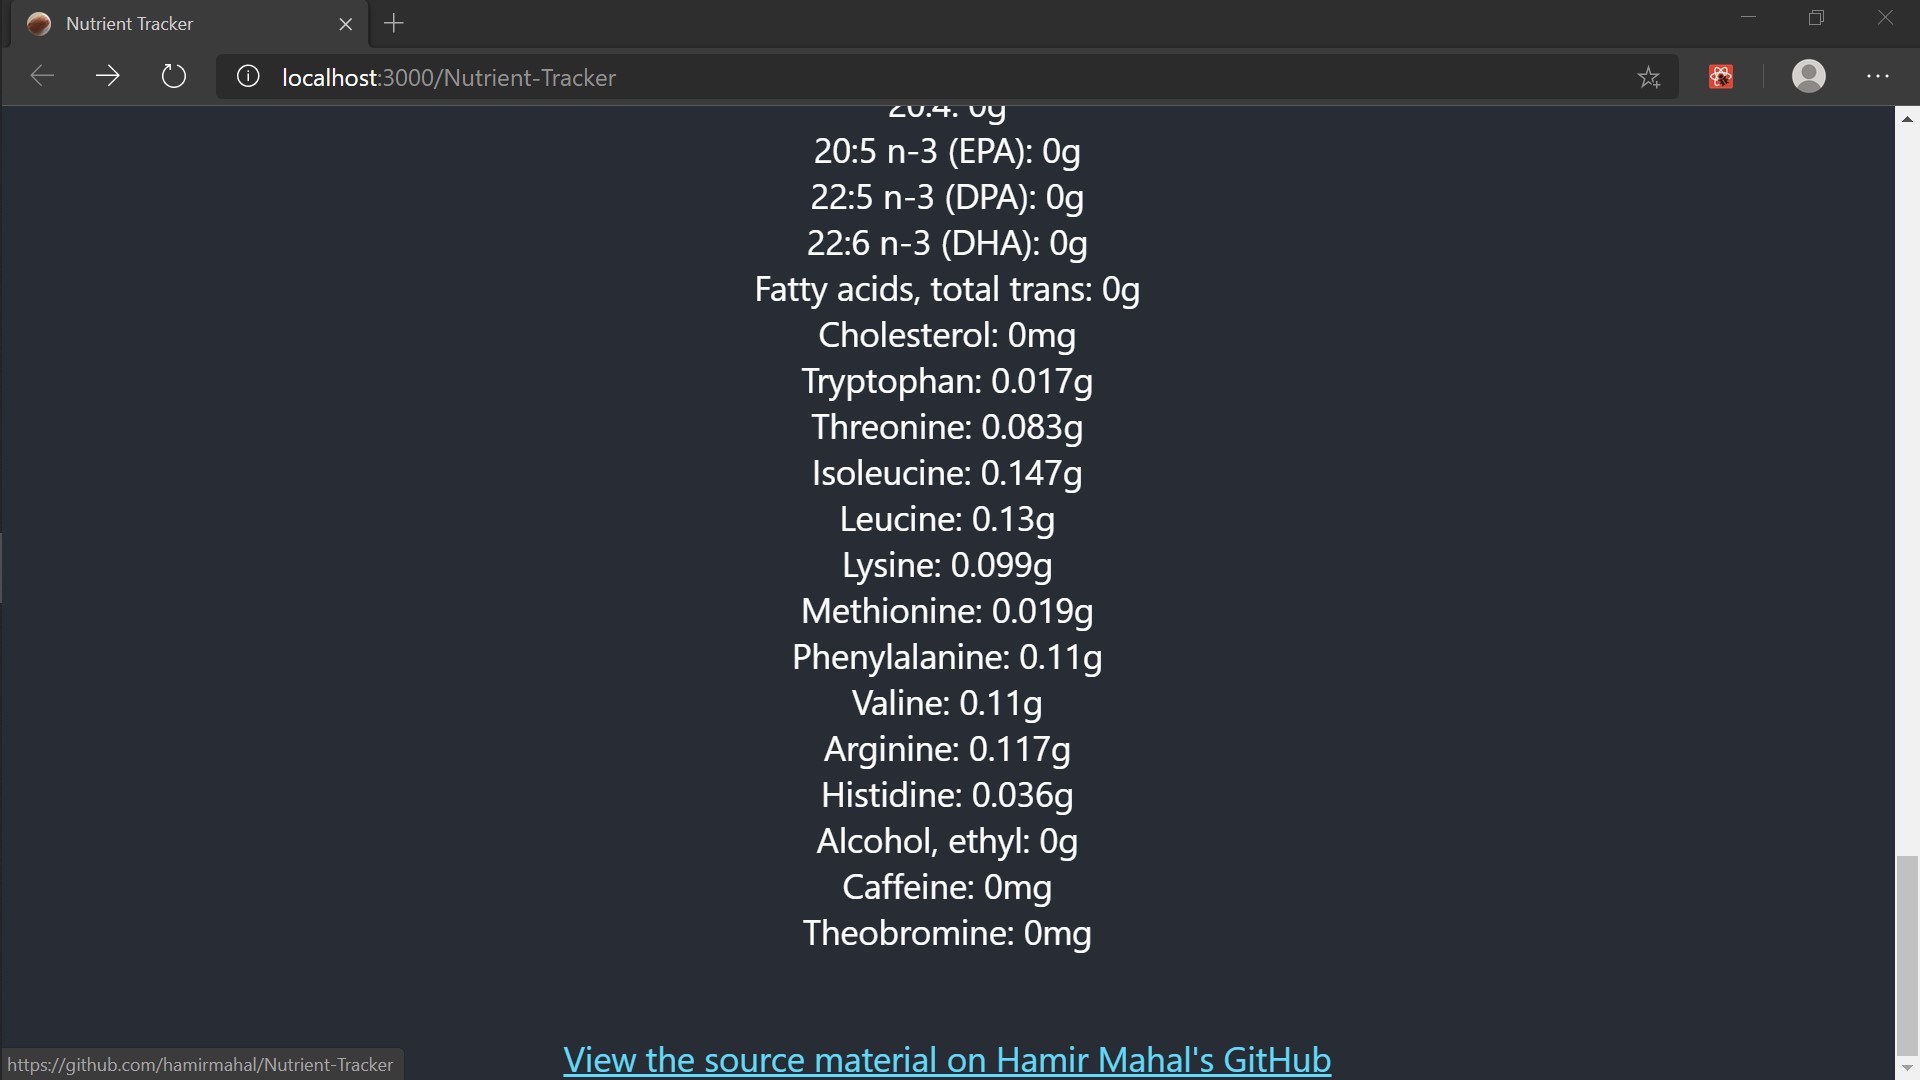 Nutrient Tracker
localhost:3000/Nutrient-Tracker
20:4: 0g
20:5 n-3 (EPA): 0g
22:5 n-3 (DPA): 0g
22:6 n-3 (DHA): 0g
Fatty acids, total trans: 0g
Cholesterol: 0mg
Tryptophan: 0.017g
Threonine: 0.083g
Isoleucine: 0.147g
Leucine: 0.13g
Lysine: 0.099g
Methionine: 0.019g
Phenylalanine: 0.11g
Valine: 0.11g
Arginine: 0.117g
Histidine: 0.036g
Alcohol, ethyl: 0g
Caffeine: 0mg
Theobromine: 0mg
View the source material on Hamir Mahal's GitHub
https://github.com/hamirmahal/Nutrient-Tracker